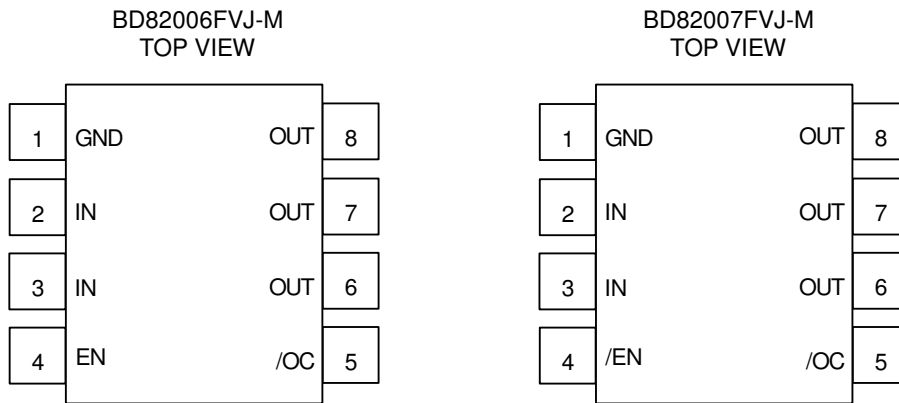 BD82006FVJ-M
TOP VIEW
1 GND OUT 8
2 IN OUT 7
3 IN OUT 6
4 EN /OC 5
BD82007FVJ-M
TOP VIEW
1 GND OUT 8
2 IN OUT 7
3 IN OUT 6
4 /EN /OC 5